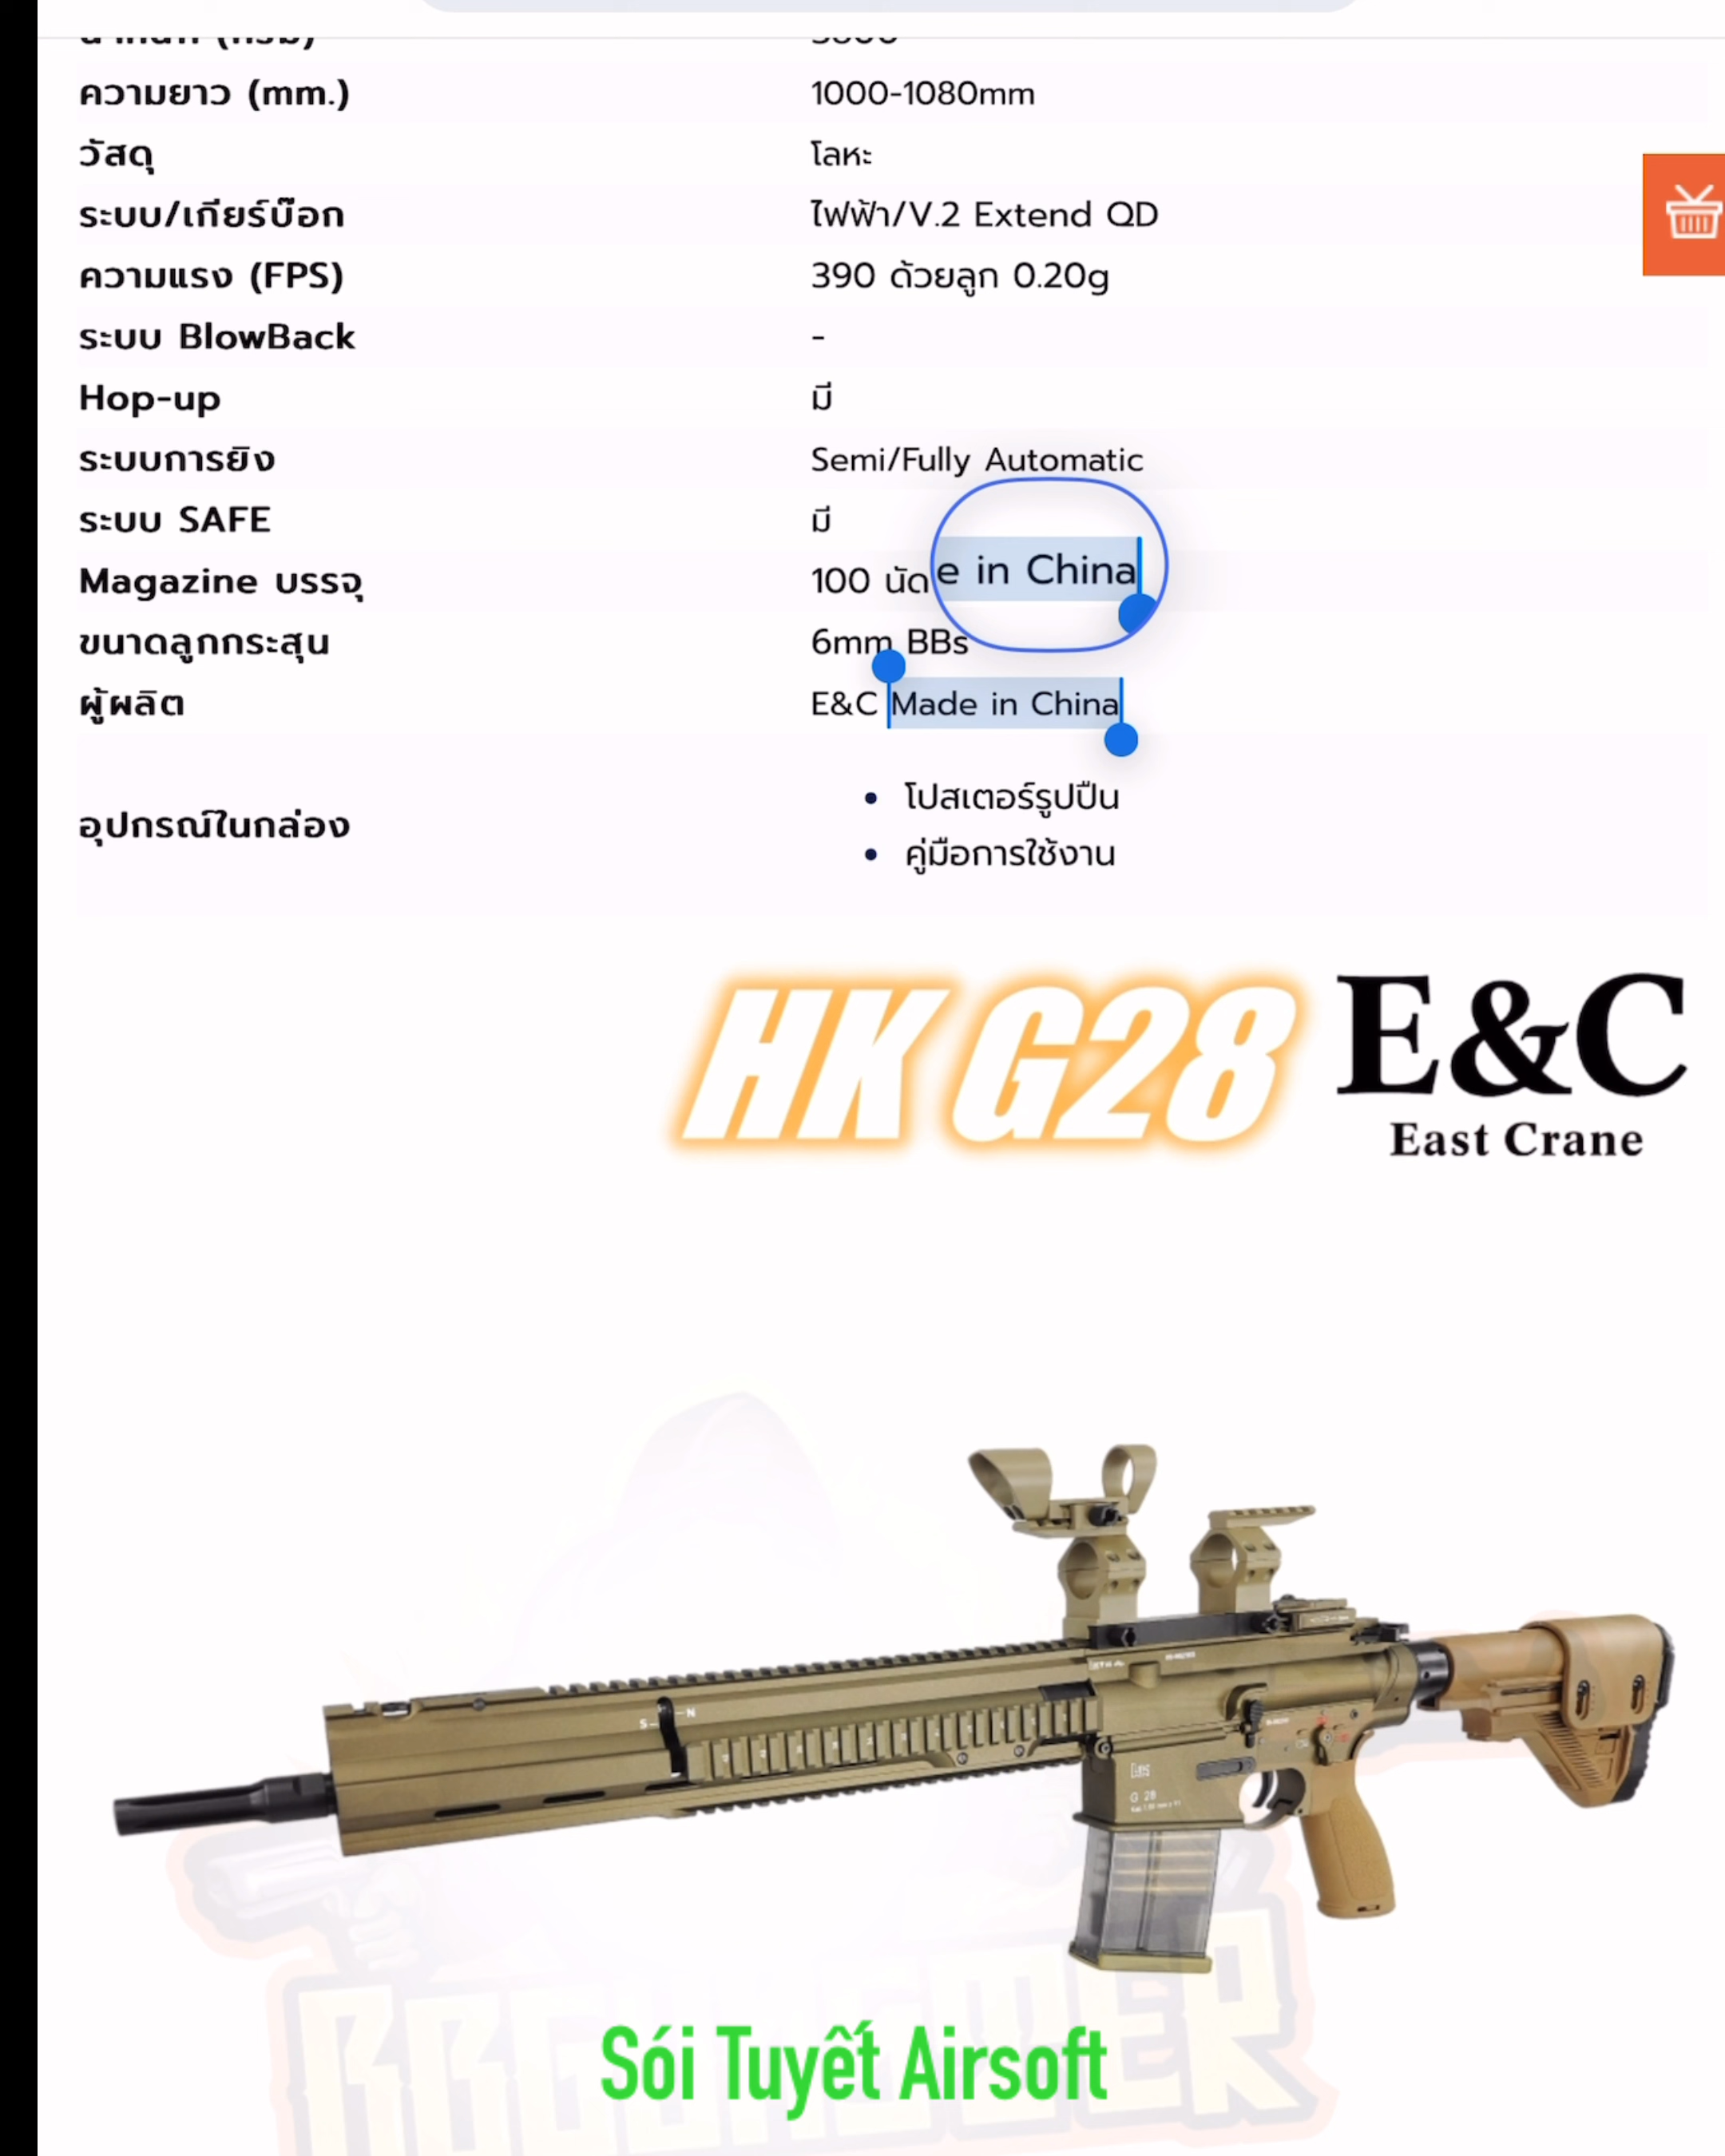 ความยาว (mm.) 1000-1080mm
วัสดุ โลหะ
ระบบ/เกียร์บ๊อก ไฟฟ้า/V.2 Extend QD
ความแรง (FPS) 390 ด้วยลูก 0.20g
ระบบ BlowBack -
Hop-up มี
ระบบการยิง Semi/Fully Automatic
ระบบ SAFE มี
e in China
Magazine บรรจุ 100 นัด
ขนาดลูกกระสุน 6mm BBs
ผู้ผลิต E&C Made in China
อุปกรณ์ในกล่อง
• โปสเตอร์รูปปืน
• คู่มือการใช้งาน
HK G28 E&C
East Crane
S N
G 28
Sói Tuyết Airsoft